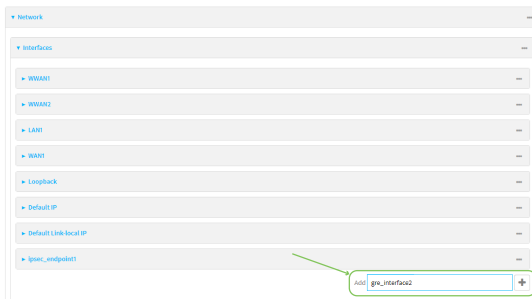 Network
Interfaces
WWAN1
WWAN2
LAN1
WAN1
Loopback
Default IP
Default Link-local IP
ipsec_endpoint1
Add gre_interface2